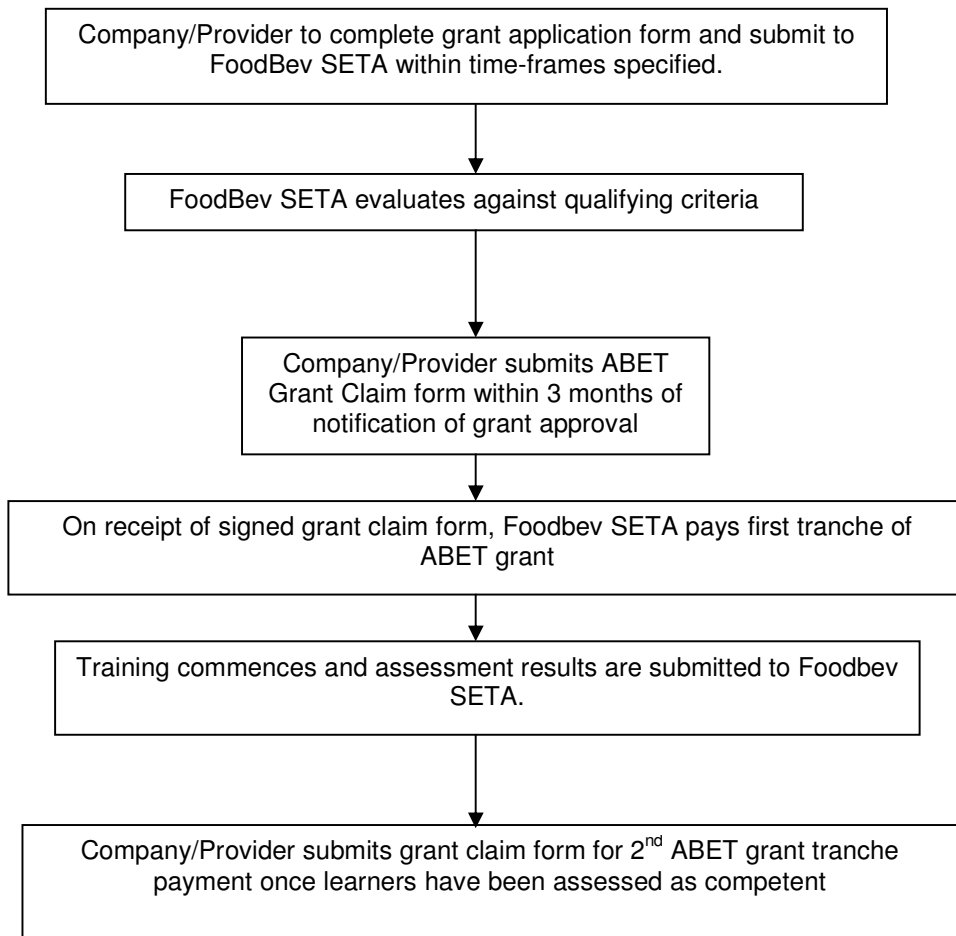 Company/Provider to complete grant application form and submit to
FoodBev SETA within time-frames specified.
FoodBev SETA evaluates against qualifying criteria
Company/Provider submits ABET
Grant Claim form within 3 months of
notification of grant approval
On receipt of signed grant claim form, Foodbev SETA pays first tranche of
ABET grant
Training commences and assessment results are submitted to Foodbev
SETA.
Company/Provider submits grant claim form for 2nd ABET grant tranche
payment once learners have been assessed as competent